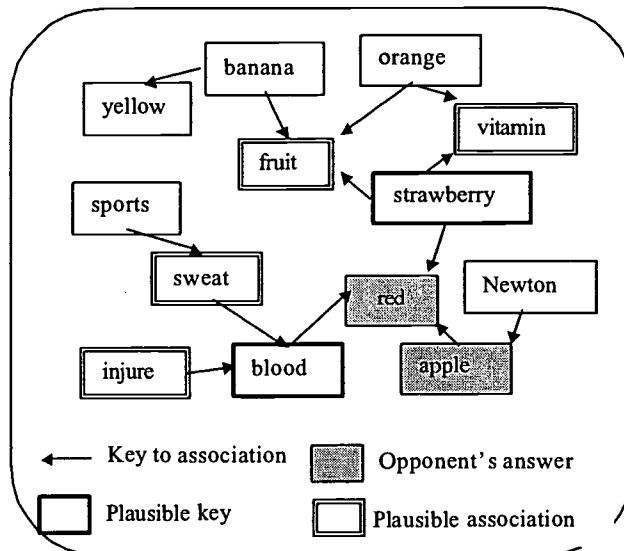 banana
orange
yellow
vitamin
fruit
strawberry
sports
sweat
red
Newton
injure
blood
apple
Key to association
Opponent's answer
Plausible key
Plausible association